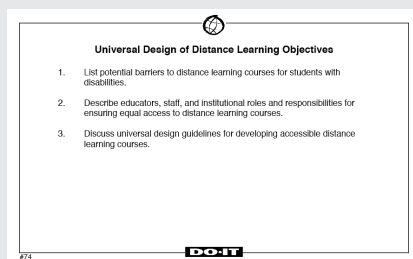 Universal Design of Distance Learning Objectives
1. List potential barriers to distance learning courses for students with
disabilities.
2. Describe educators, staff, and institutional roles and responsibilities for
ensuring equal access to distance learning courses.
3. Discuss universal design guidelines for developing accessible distance
learning courses.
DO-IT
#74